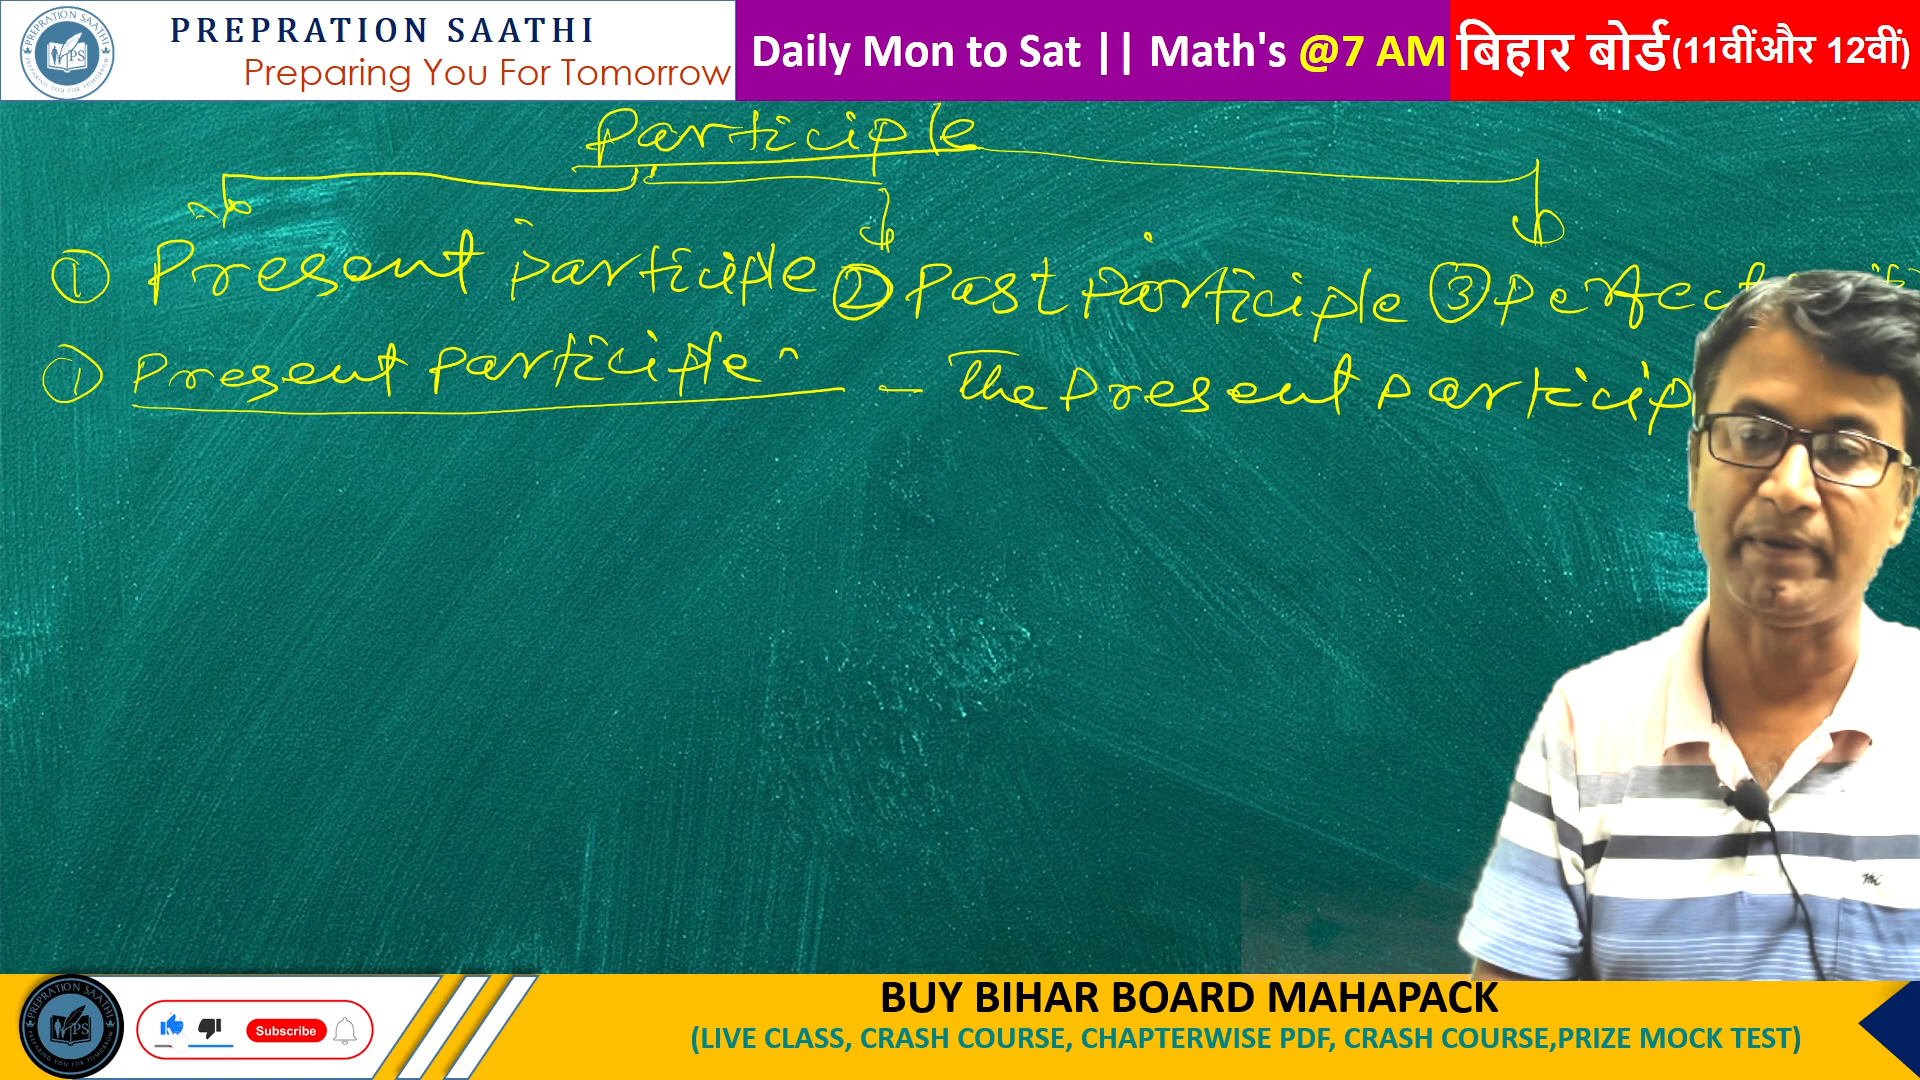 PREPRATION SAATHI
Preparing You For Tomorrow
Daily Mon to Sat || Math's @7 AM
बिहार बोर्ड(11वींऔर 12वीं)
PS
Participle
① Present participle ② Past participle ③ Perfect
① Present participle - The Present particip
BUY BIHAR BOARD MAHAPACK
(LIVE CLASS, CRASH COURSE, CHAPTERWISE PDF, CRASH COURSE,PRIZE MOCK TEST)
PS
Subscribe